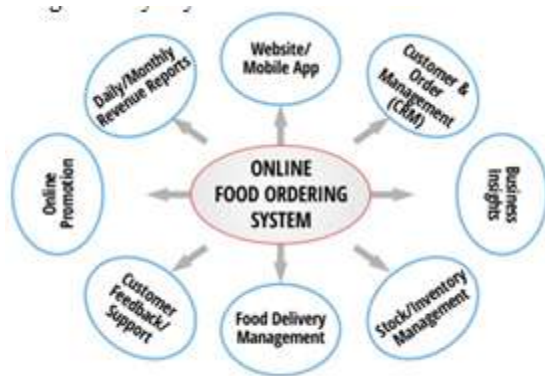 Website/
Mobile App
Customer &
Order
Management
(CRM)
Business
Insights
Stock/inventory
Management
Food Delivery
Management
Customer
Feedback/
Support
Online
Promotion
Daily/Monthly
Revenue Reports
ONLINE
FOOD ORDERING
SYSTEM